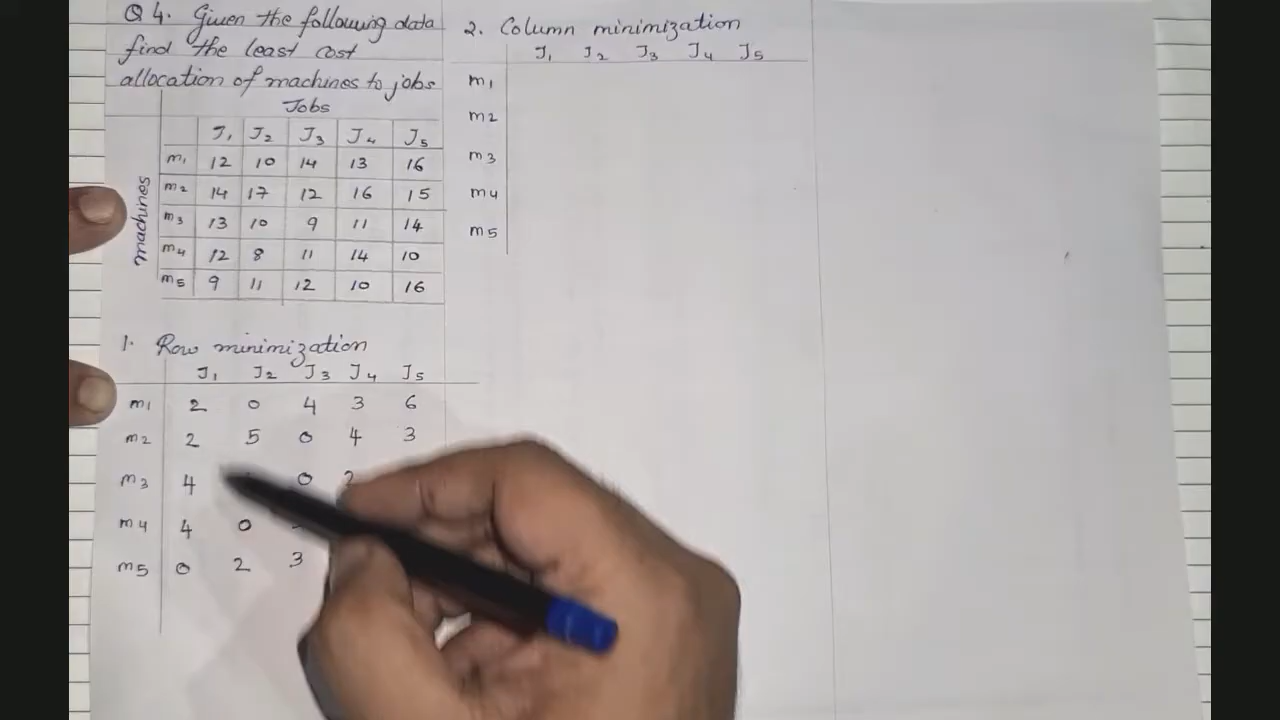 Q 4. Given the following data
find the least cost
allocation of machines to jobs
Jobs
machines
J1 J2 J3 J4 J5
m1 12 10 14 13 16
m2 14 17 12 16 15
m3 13 10 9 11 14
m4 12 8 11 14 10
m5 9 11 12 10 16
1. Row minimization
J1 J2 J3 J4 J5
m1 2 0 4 3 6
m2 2 5 0 4 3
m3 4 0 2
m4 4 0
m5 0 2 3
2. Column minimization
J1 J2 J3 J4 J5
m1
m2
m3
m4
m5